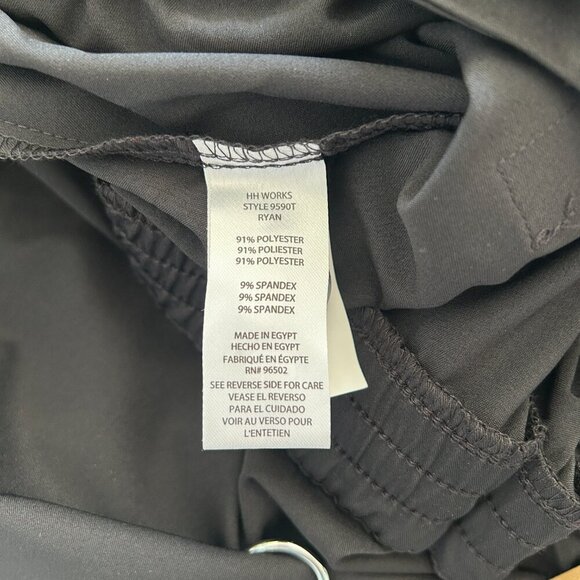 HH WORKS
STYLE 9590T
RYAN
91% POLYESTER
91% POLIESTER
91% POLYESTER
9% SPANDEX
9% SPANDEX
9% SPANDEX
MADE IN EGYPT
HECHO EN EGIPTO
FABRIQUÉ EN ÉGYPTE
RN# 96502
SEE REVERSE SIDE FOR CARE
VEASE EL REVERSO
PARA EL CUIDADO
VOIR AU VERSO POUR
L'ENTETIEN